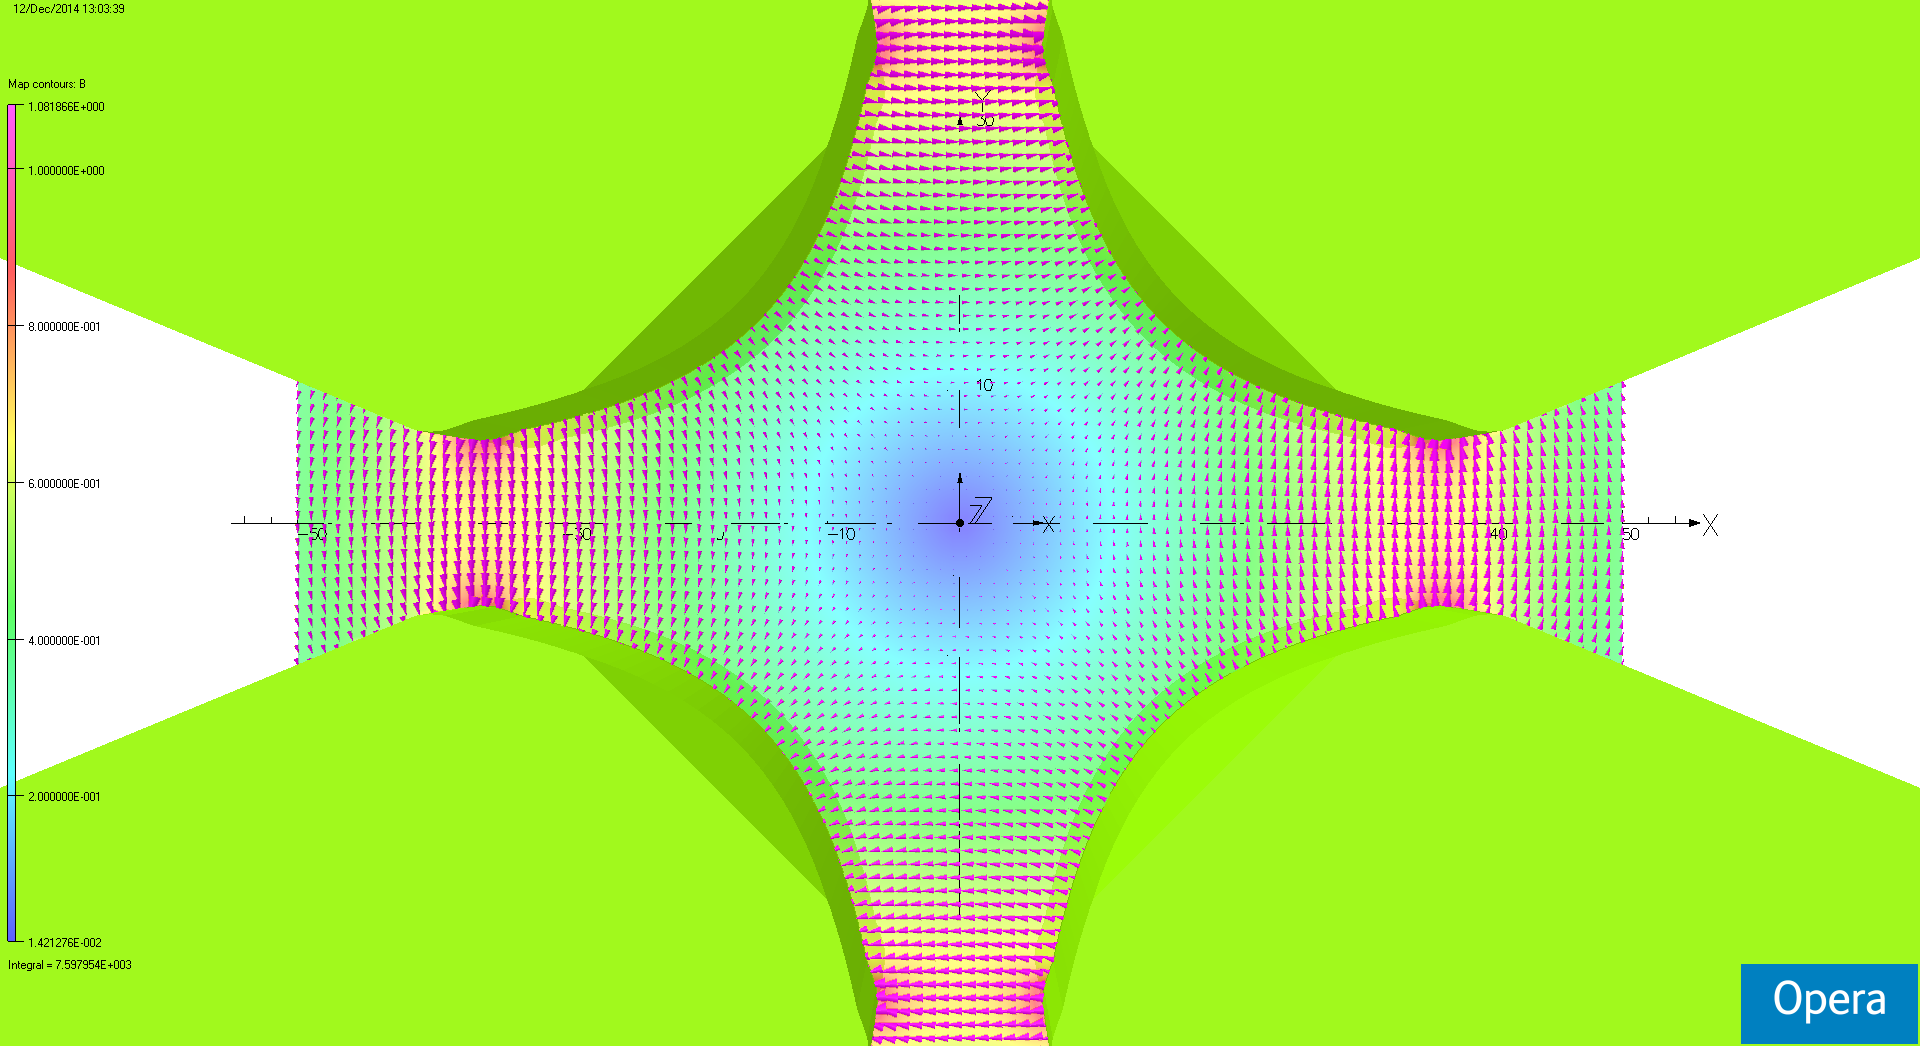 12/Dec/2014 13:03:39
Map contours: B
1.081866E+000
1.000000E+000
8.000000E-001
6.000000E-001
4.000000E-001
2.000000E-001
1.421276E-002
Integral = 7.597954E+003
Y
30
10
Z
X
-50
-30
-10
40
50
X
Opera